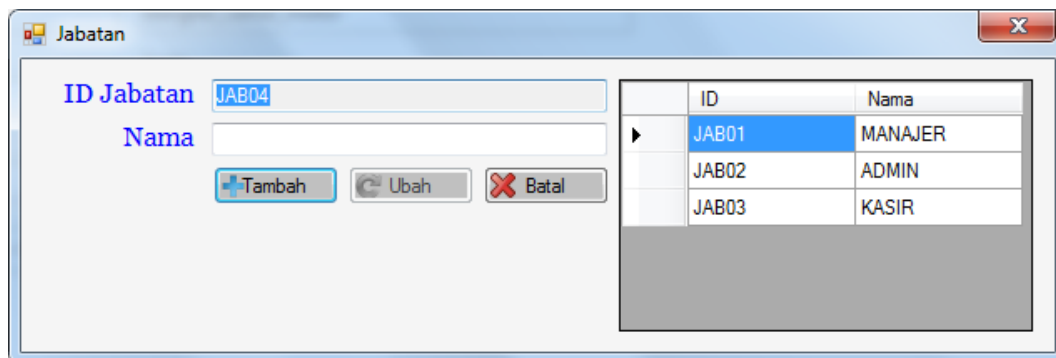 Jabatan
ID Jabatan JAB04
Nama
Tambah Ubah Batal
ID Nama
JAB01 MANAJER
JAB02 ADMIN
JAB03 KASIR